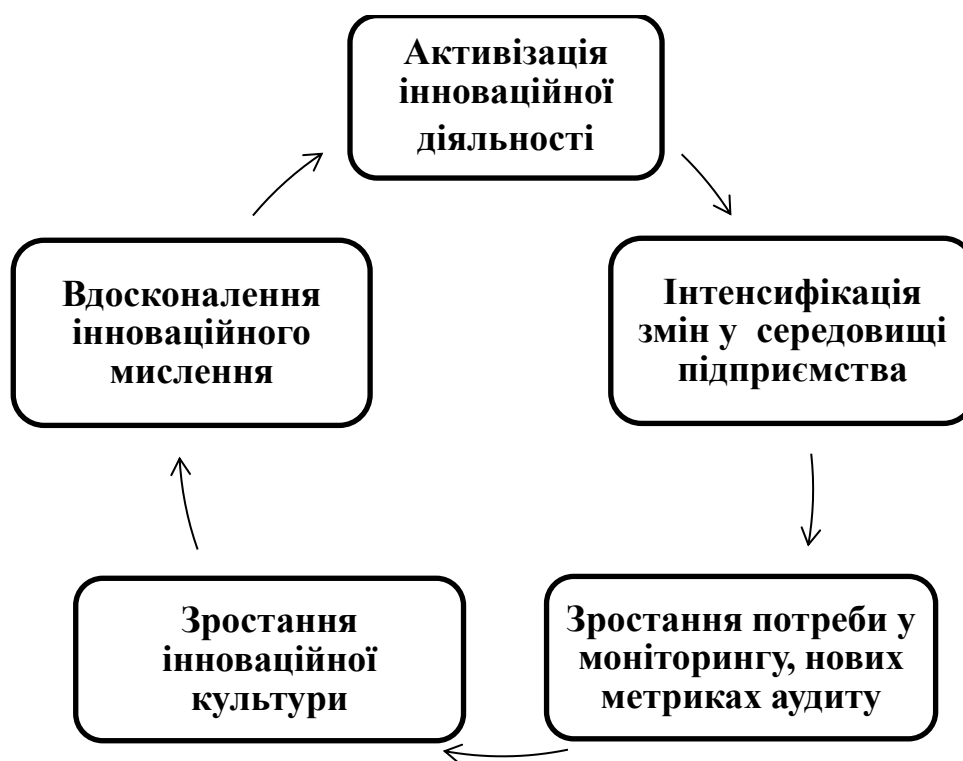 Активізація
інноваційної
діяльності
Інтенсифікація
змін у середовищі
підприємства
Зростання потреби у
моніторингу, нових
метриках аудиту
Зростання
інноваційної
культури
Вдосконалення
інноваційного
мислення